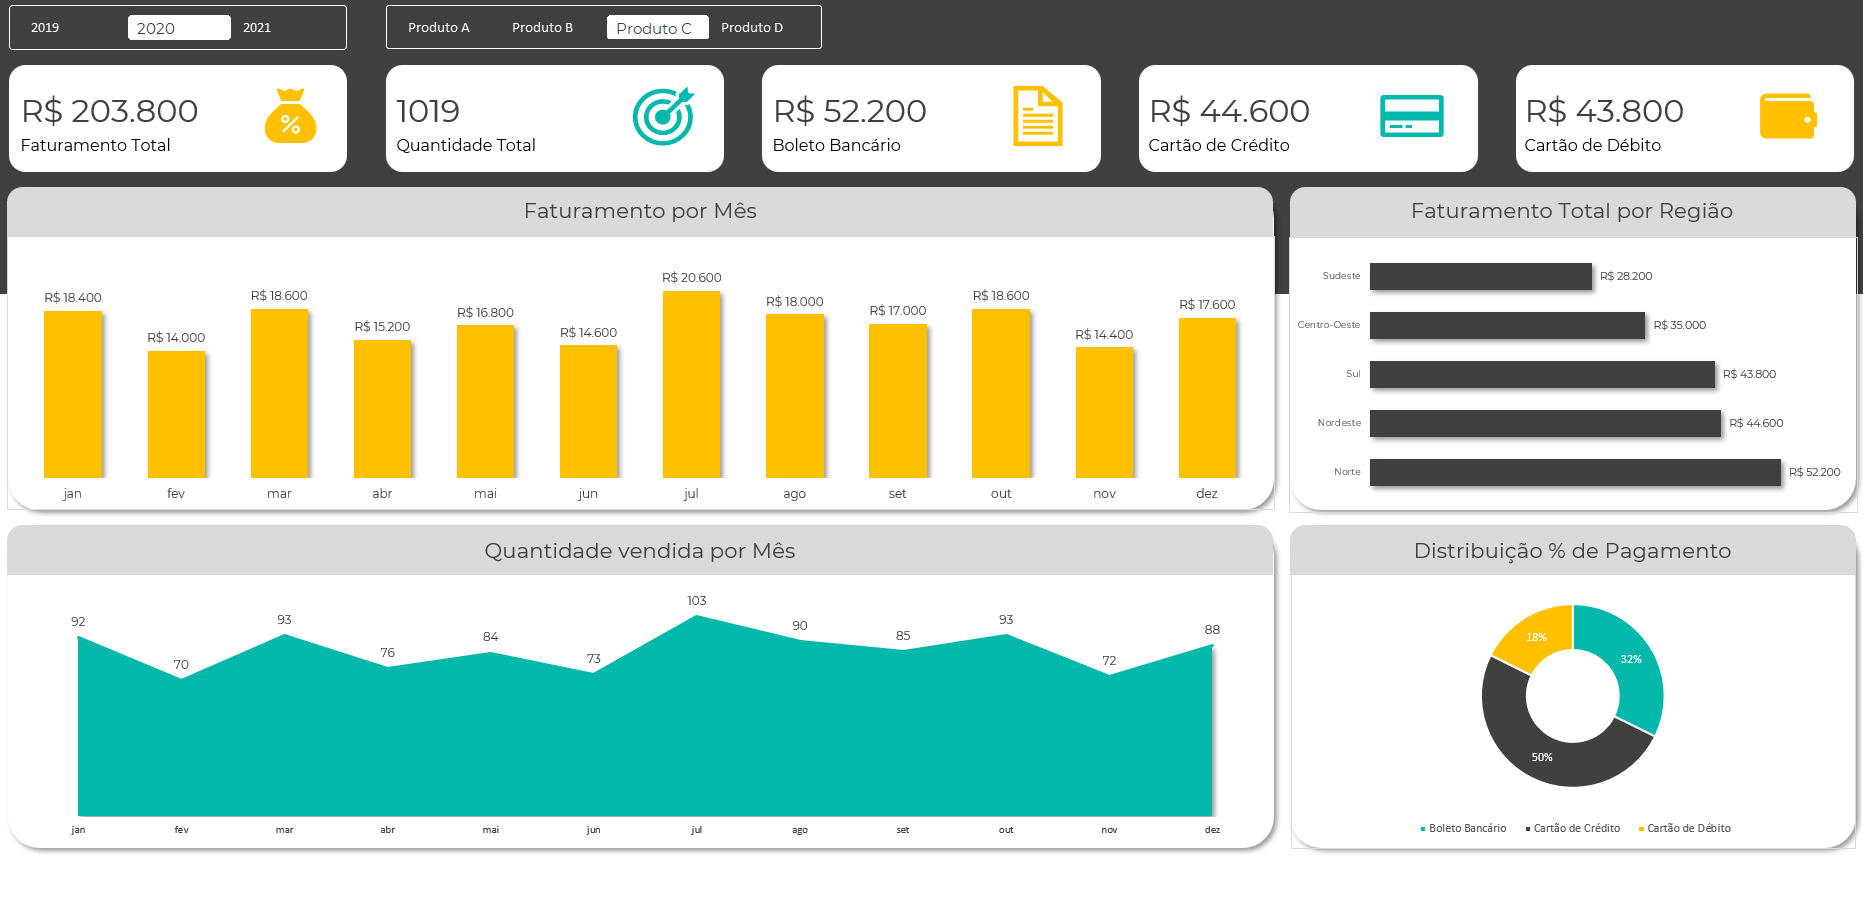 2019 2020 2021 Produto A Produto B Produto C Produto D
R$ 203.800
Faturamento Total
%
1019
Quantidade Total
R$ 52.200
Boleto Bancário
R$ 44.600
Cartão de Crédito
R$ 43.800
Cartão de Débito
Faturamento por Mês
R$ 18.400 R$ 14.000 R$ 18.600 R$ 15.200 R$ 16.800 R$ 14.600 R$ 20.600 R$ 18.000 R$ 17.000 R$ 18.600 R$ 14.400 R$ 17.600
jan fev mar abr mai jun jul ago set out nov dez
Faturamento Total por Região
Sudeste R$ 28.200
Centro-Oeste R$ 35.000
Sul R$ 43.800
Nordeste R$ 44.600
Norte R$ 52.200
Quantidade vendida por Mês
92 70 93 76 84 73 103 90 85 93 72 88
jan fev mar abr mai jun jul ago set out nov dez
Distribuição % de Pagamento
18%
32%
50%
Boleto Bancário Cartão de Crédito Cartão de Débito